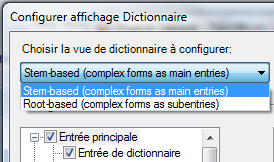 Configurer affichage Dictionnaire
Choisir la vue de dictionnaire à configurer:
Stem-based (complex forms as main entries)
Stem-based (complex forms as main entries)
Root-based (complex forms as subentries)
Entrée principale
Entrée de dictionnaire